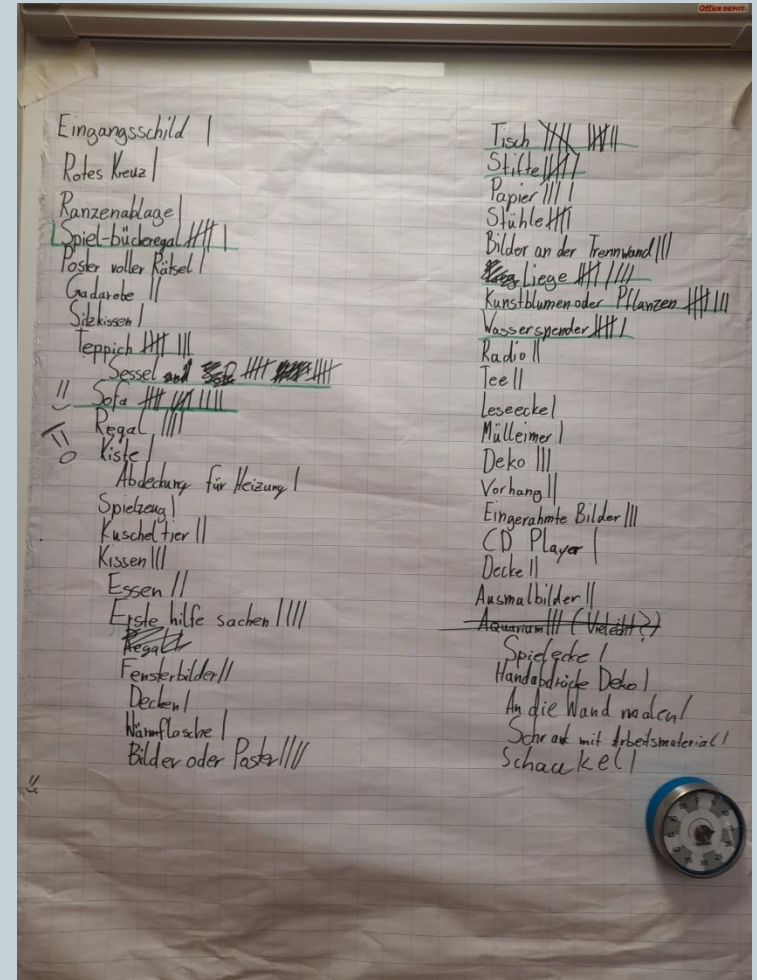 Office DEPOT
Eingangsschild |
Rotes Kreuz |
Ranzenablage |
Spiel-bücheregal |||| |
Poster voller Rätsel |
Gadarobe ||
Sitzkissen |
Teppich |||| |||
Sessel and |||| ||||
Sofa |||| |||| ||||
Regal ||||
Kiste |
Abdeckung für Heizung |
Spielzeug |
Kuscheltier ||
Kissen |||
Essen ||
Erste hilfe sachen ||||
Regal
Fensterbilder ||
Decken |
Wärmflasche |
Bilder oder Poster ||||
Tisch |||| ||||
Stifte ||||
Papier ||||
Stühle ||||
Bilder an der Trennwand |||
Liege |||| ||||
Kunstblumen oder Pflanzen |||| |||
Wasserspender |||| |
Radio ||
Tee ||
Leseecke |
Mülleimer |
Deko |||
Vorhang ||
Eingerahmte Bilder |||
CD Player |
Decke ||
Ausmalbilder ||
Aquarium ||| (Vieleicht?)
Spielecke |
Handabdrücke Deko |
An die Wand malen |
Schrank mit Arbeitsmaterial |
Schaukel |